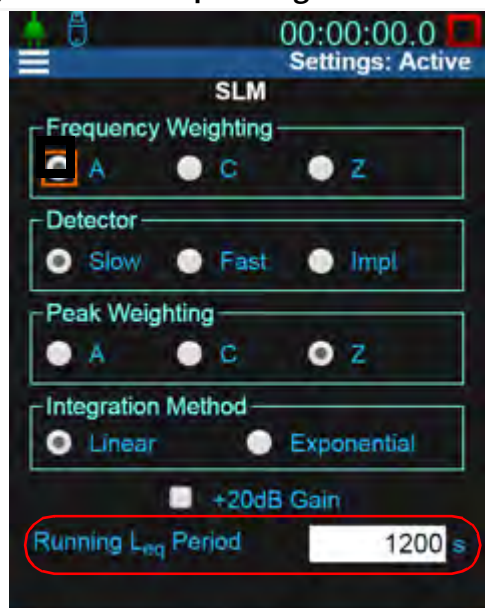 00:00:00.0
Settings: Active
SLM
Frequency Weighting
A C Z
Detector
Slow Fast Impl
Peak Weighting
A C Z
Integration Method
Linear Exponential
+20dB Gain
Running Leq Period 1200 s